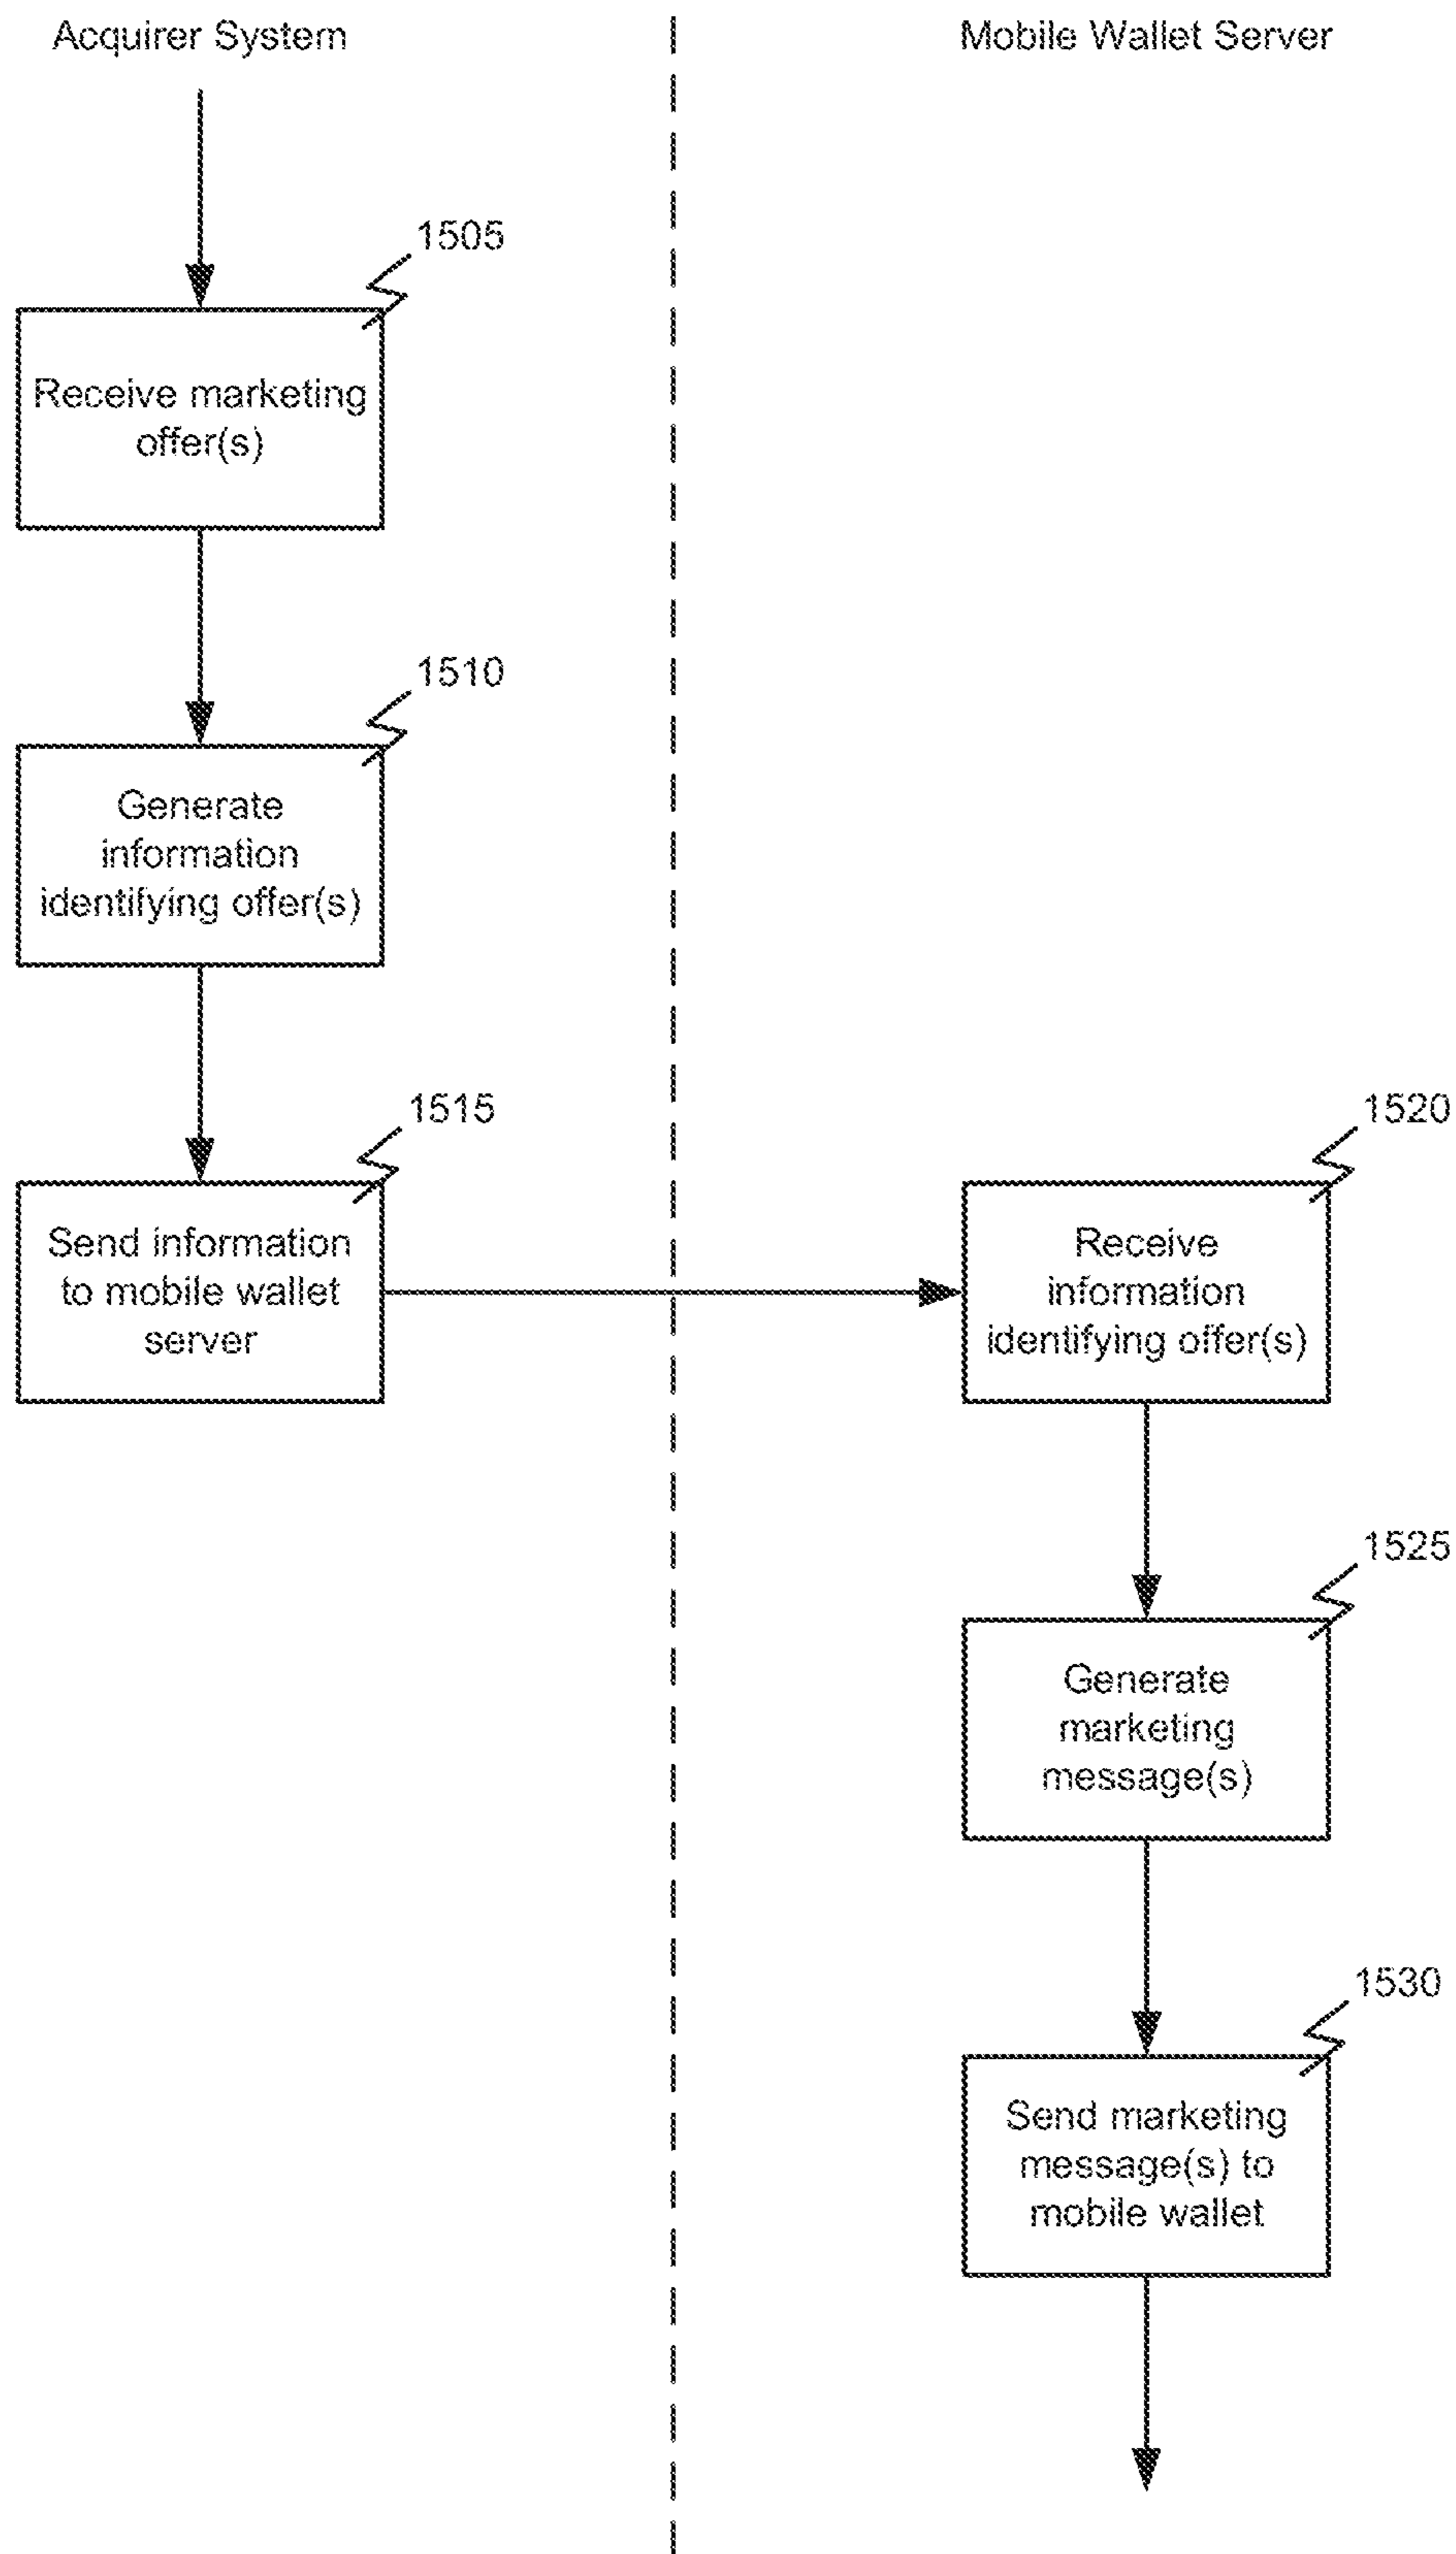 Acquirer System
Mobile Wallet Server
1505
Receive marketing
offer(s)
1510
Generate
information
identifying offer(s)
1515
Send information
to mobile wallet
server
1520
Receive
information
identifying offer(s)
1525
Generate
marketing
message(s)
1530
Send marketing
message(s) to
mobile wallet